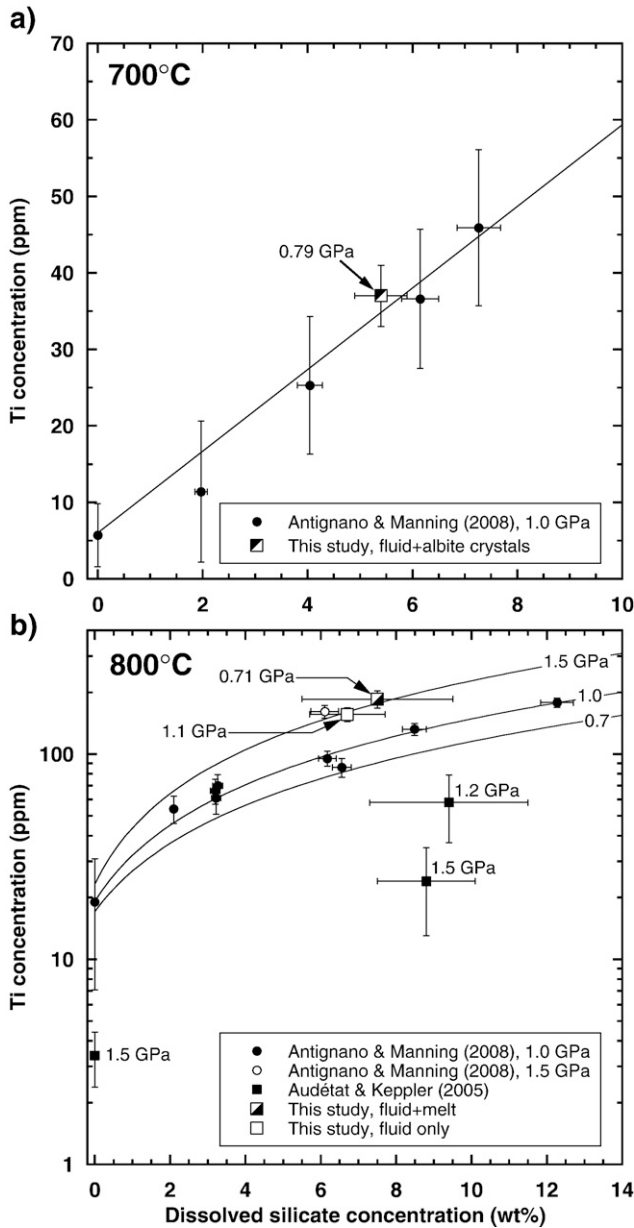 a)
700°C
70
60
50
40
30
20
10
0
Ti concentration (ppm)
0.79 GPa
Antignano & Manning (2008), 1.0 GPa
This study, fluid+albite crystals
0 2 4 6 8 10
b)
800°C
0.71 GPa
1.5 GPa
1.0
0.7
1.1 GPa
1.2 GPa
1.5 GPa
1.5 GPa
100
10
1
Ti concentration (ppm)
Antignano & Manning (2008), 1.0 GPa
Antignano & Manning (2008), 1.5 GPa
Audétat & Keppler (2005)
This study, fluid+melt
This study, fluid only
0 2 4 6 8 10 12 14
Dissolved silicate concentration (wt%)